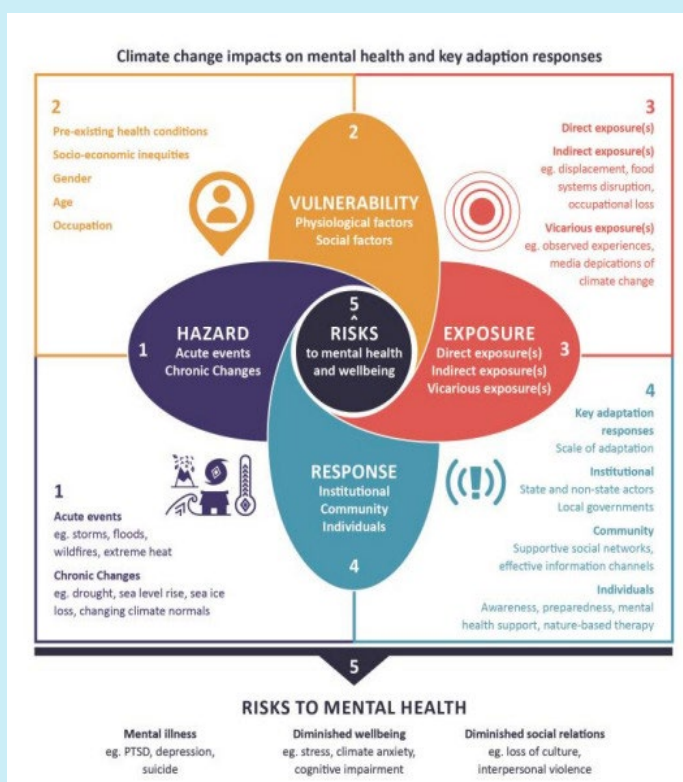 Climate change impacts on mental health and key adaption responses
2
Pre-existing health conditions
Socio-economic inequities
Gender
Age
Occupation
2
VULNERABILITY
Physiological factors
Social factors
3
Direct exposure(s)
Indirect exposure(s)
eg. displacement, food
systems disruption,
occupational loss
Vicarious exposure(s)
eg. observed experiences,
media depications of
climate change
1
HAZARD
Acute events
Chronic Changes
5
RISKS
to mental health
and wellbeing
EXPOSURE
Direct exposure(s)
Indirect exposure(s)
Vicarious exposure(s)
3
1
Acute events
eg. storms, floods,
wildfires, extreme heat
Chronic Changes
eg. drought, sea level rise, sea ice
loss, changing climate normals
RESPONSE
Institutional
Community
Individuals
4
4
Key adaptation
responses
Scale of adaptation
Institutional
State and non-state actors
Local governments
Community
Supportive social networks,
effective information channels
Individuals
Awareness, preparedness, mental
health support, nature-based therapy
5
RISKS TO MENTAL HEALTH
Mental illness
eg. PTSD, depression,
suicide
Diminished wellbeing
eg. stress, climate anxiety,
cognitive impairment
Diminished social relations
eg. loss of culture,
interpersonal violence